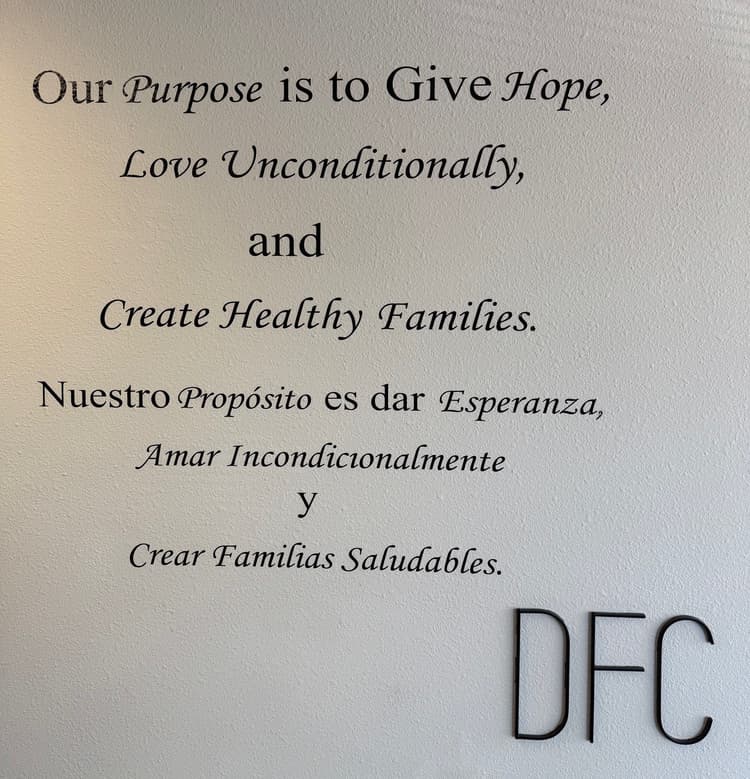 Our Purpose is to Give Hope,
Love Unconditionally,
and
Create Healthy Families.
Nuestro Propósito es dar Esperanza,
Amar Incondicionalmente
y
Crear Familias Saludables.
DFC